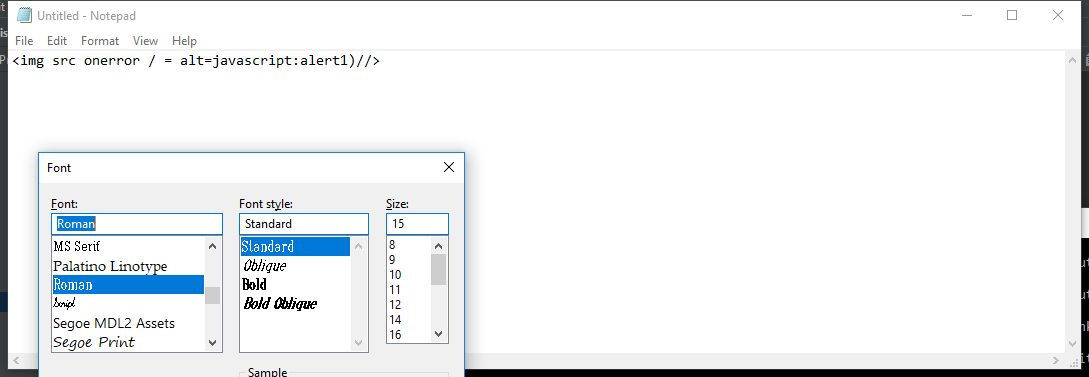 Untitled - Notepad
File Edit Format View Help
<img src onerror / = alt=javascript:alert1)//>
Font
Font: Font style: Size:
Roman Standard 15
MS Serif
Palatino Linotype
Roman
Script
Segoe MDL2 Assets
Segoe Print
Standard
Oblique
Bold
Bold Oblique
8
9
10
11
12
14
16
Sample